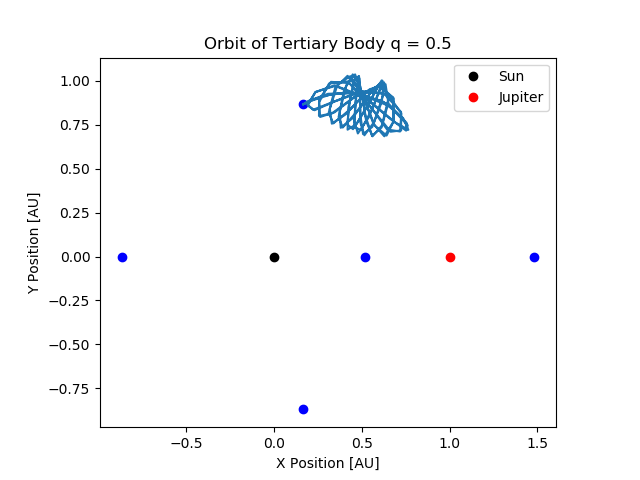 Orbit of Tertiary Body q = 0.5
Sun
Jupiter
1.00
0.75
0.50
0.25
0.00
−0.25
−0.50
−0.75
Y Position [AU]
−0.5
0.0
0.5
1.0
1.5
X Position [AU]